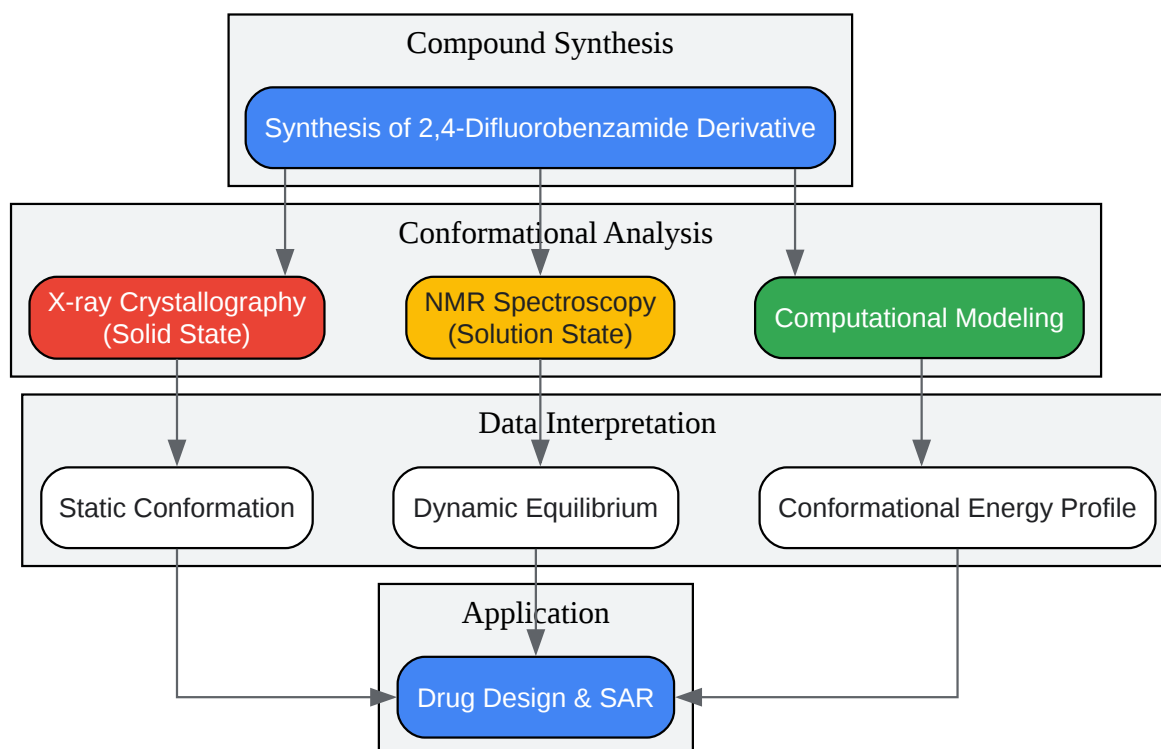 Compound Synthesis
Synthesis of 2,4-Difluorobenzamide Derivative
Conformational Analysis
X-ray Crystallography
(Solid State)
NMR Spectroscopy
(Solution State)
Computational Modeling
Data Interpretation
Static Conformation
Dynamic Equilibrium
Conformational Energy Profile
Application
Drug Design & SAR